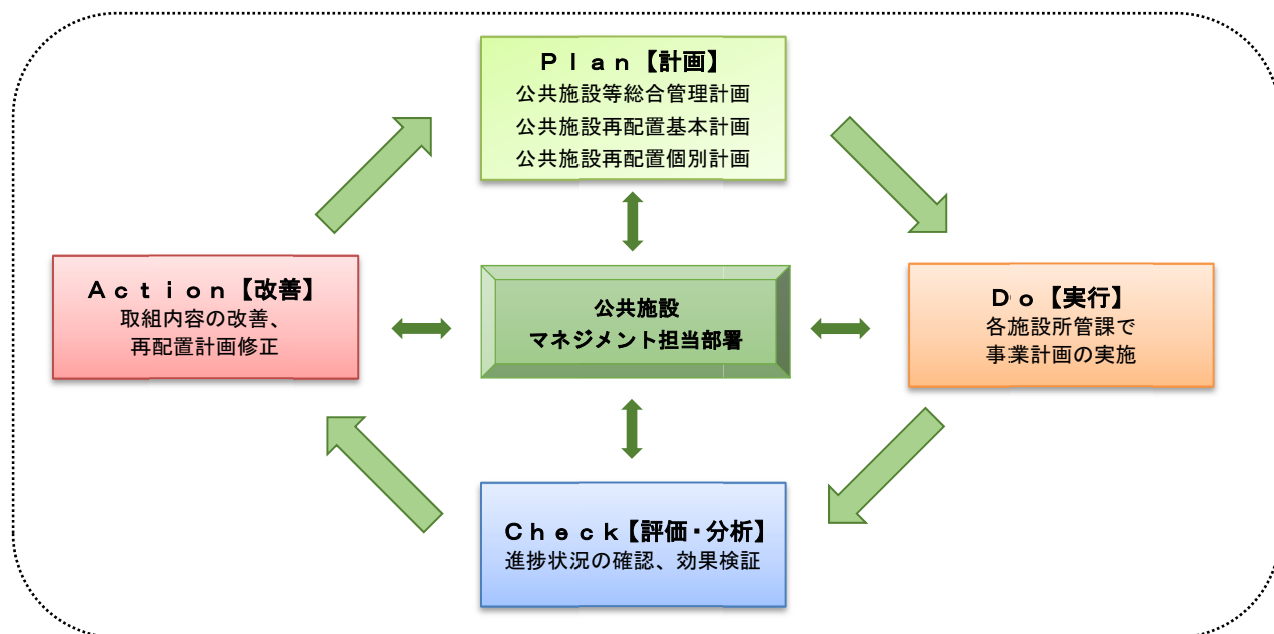 Ｐｌａｎ【計画】
公共施設等総合管理計画
公共施設再配置基本計画
公共施設再配置個別計画
Ａｃｔｉｏｎ【改善】
取組内容の改善、
再配置計画修正
公共施設
マネジメント担当部署
Ｄｏ【実行】
各施設所管課で
事業計画の実施
Ｃｈｅｃｋ【評価・分析】
進捗状況の確認、効果検証